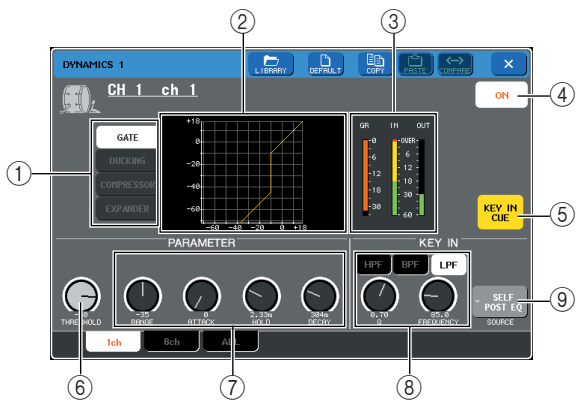 ② ③
DYNAMICS 1 LIBRARY DEFAULT COPY PASTE COMPARE ×
CH 1 ch 1
ON ④
① GATE
DUCKING
COMPRESSOR
EXPANDER
+18
0
-20
-40
-60
-60 -40 -20 0 +18
GR IN OUT
0 OVER
6 6
12 12
18 18
30 30
60
KEY IN
CUE ⑤
PARAMETER KEY IN
HPF BPF LPF
THRESHOLD
-35 0 2.33m 304m
RANGE ATTACK HOLD DECAY
0.70 85.0
Q FREQUENCY
SELF
POST EQ ⑨
SOURCE
1ch 8ch ALL
⑥ ⑦ ⑧